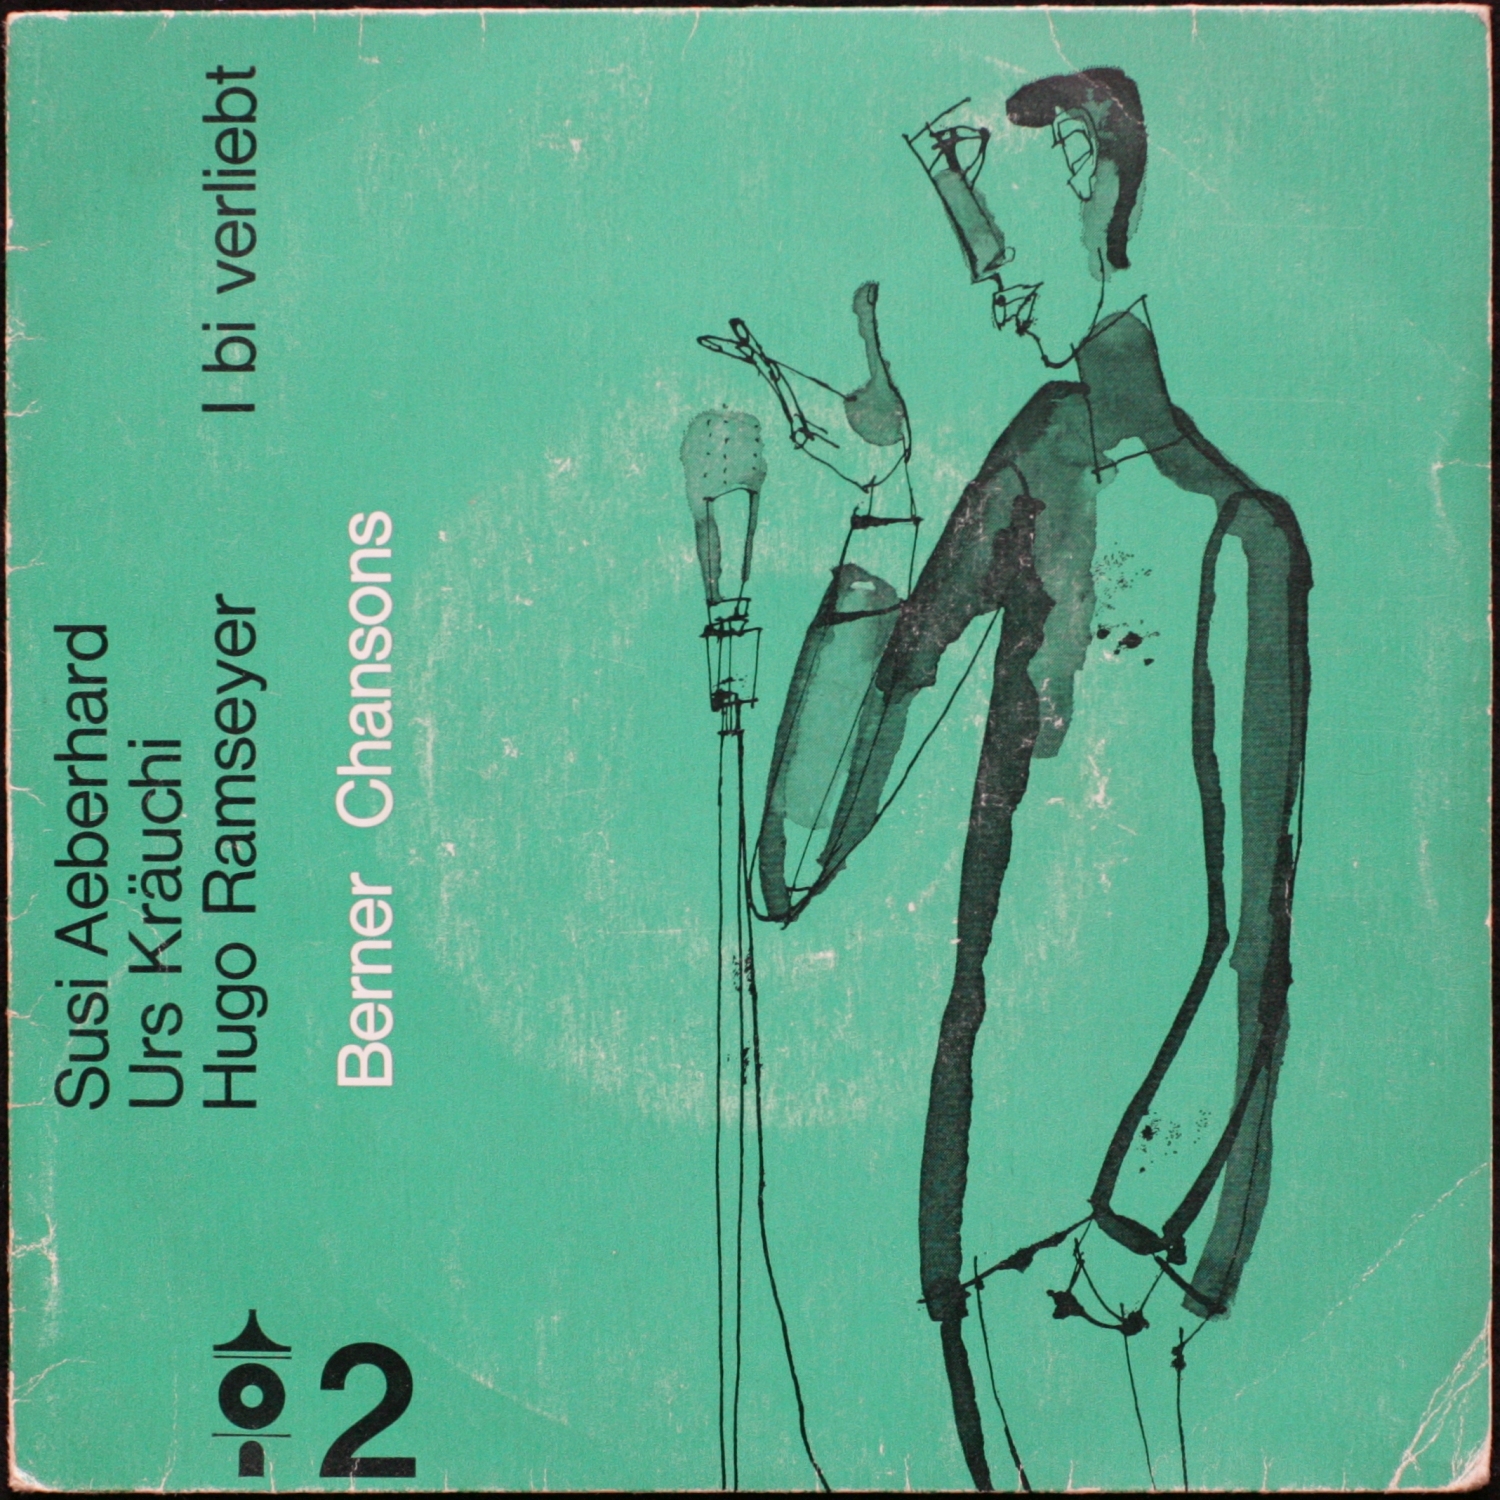 Susi Aeberhard
Urs Kräuchi
Hugo Ramseyer I bi verliebt
Berner Chansons
2